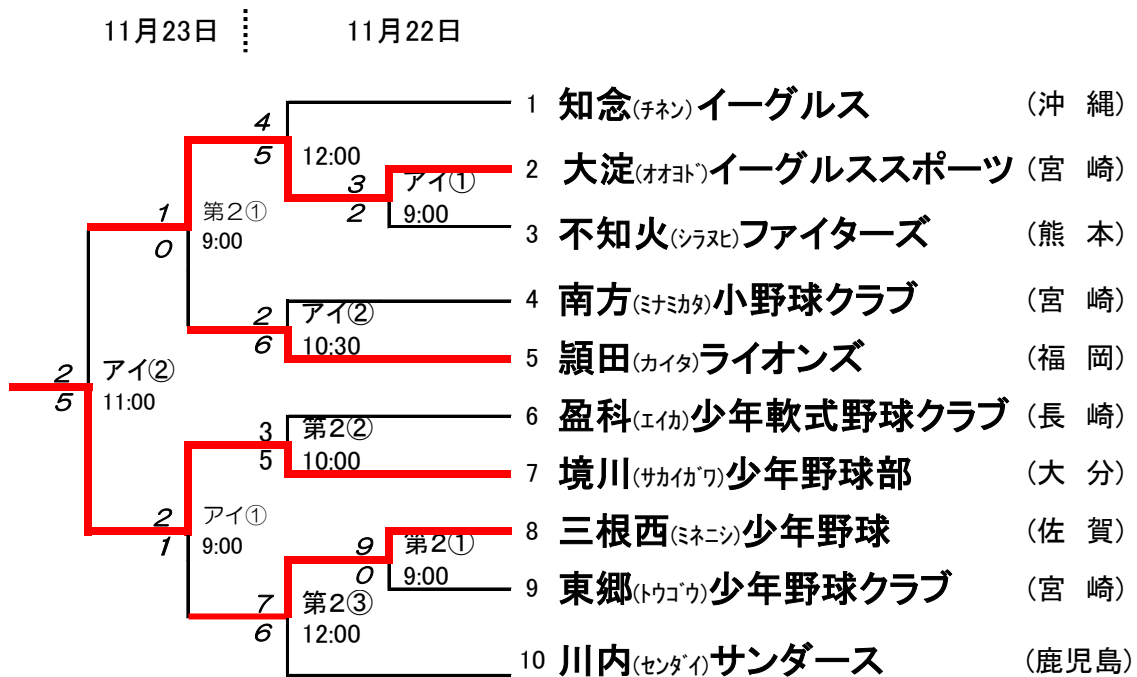 11月23日 11月22日
1 知念(チネン)イーグルス (沖 縄)
4
5 12:00
2 大淀(オオヨド)イーグルススポーツ (宮 崎)
3 アイ①
2 9:00
1 第2①
0 9:00
3 不知火(シラヌヒ)ファイターズ (熊 本)
4 南方(ミナミカタ)小野球クラブ (宮 崎)
2 アイ②
6 10:30
5 頴田(カイタ)ライオンズ (福 岡)
2 アイ②
5 11:00
6 盈科(エイカ)少年軟式野球クラブ (長 崎)
3 第2②
5 10:00
7 境川(サカイガワ)少年野球部 (大 分)
2 アイ①
1 9:00
8 三根西(ミネニシ)少年野球 (佐 賀)
9 第2①
0 9:00
9 東郷(トウゴウ)少年野球クラブ (宮 崎)
7 第2③
6 12:00
10 川内(センダイ)サンダース (鹿児島)